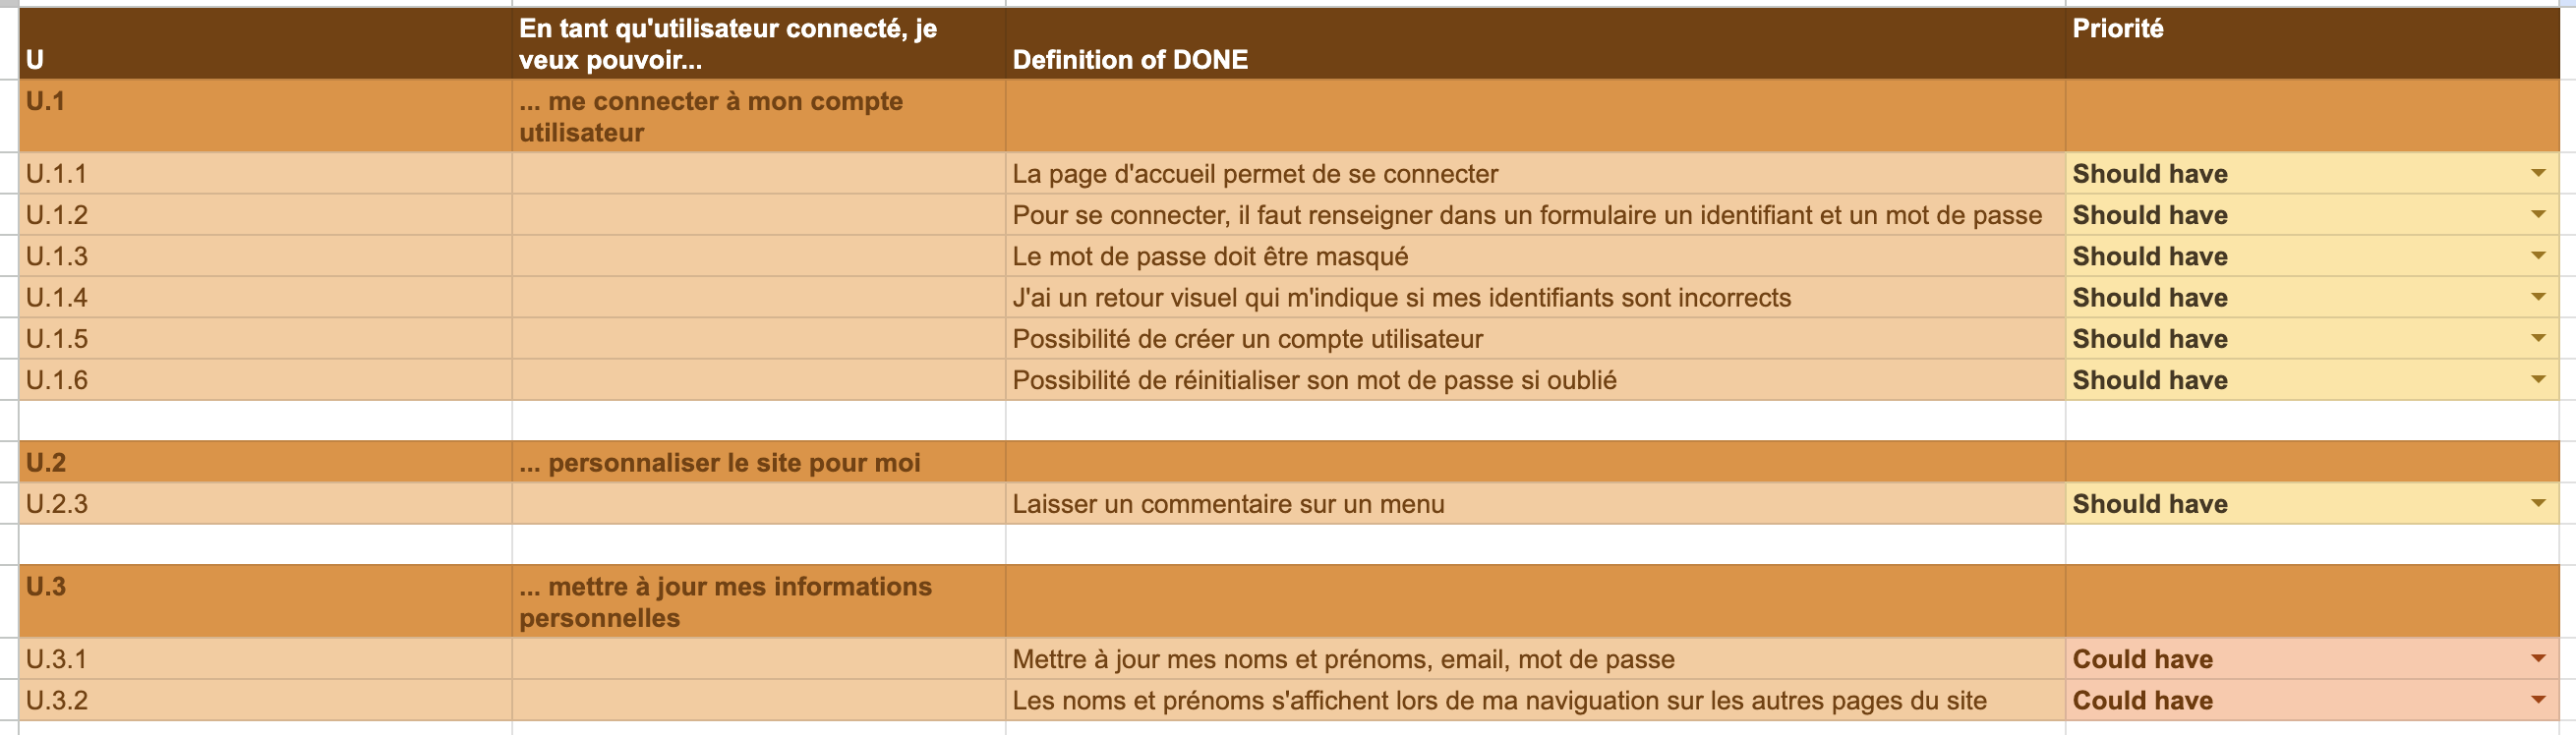 U
En tant qu'utilisateur connecté, je
veux pouvoir...
Definition of DONE
Priorité
U.1
... me connecter à mon compte
utilisateur
U.1.1
La page d'accueil permet de se connecter
Should have
U.1.2
Pour se connecter, il faut renseigner dans un formulaire un identifiant et un mot de passe
Should have
U.1.3
Le mot de passe doit être masqué
Should have
U.1.4
J'ai un retour visuel qui m'indique si mes identifiants sont incorrects
Should have
U.1.5
Possibilité de créer un compte utilisateur
Should have
U.1.6
Possibilité de réinitialiser son mot de passe si oublié
Should have
U.2
... personnaliser le site pour moi
U.2.3
Laisser un commentaire sur un menu
Should have
U.3
... mettre à jour mes informations
personnelles
U.3.1
Mettre à jour mes noms et prénoms, email, mot de passe
Could have
U.3.2
Les noms et prénoms s'affichent lors de ma naviguation sur les autres pages du site
Could have